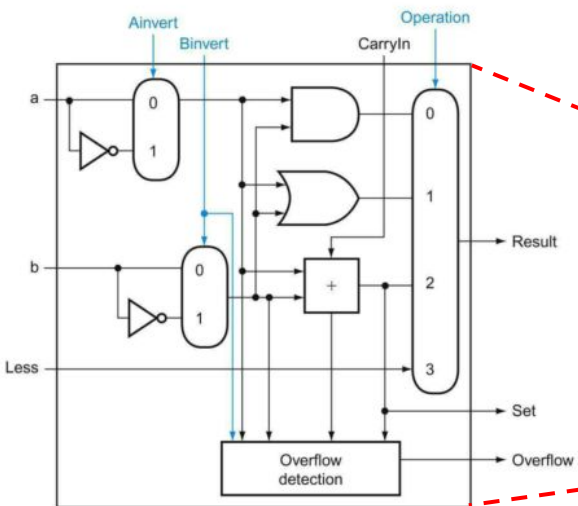 Operation
Ainvert
Binvert
CarryIn
a
0
1
0
1
Result
b
0
1
+
2
Less
3
Set
Overflow
detection
Overflow